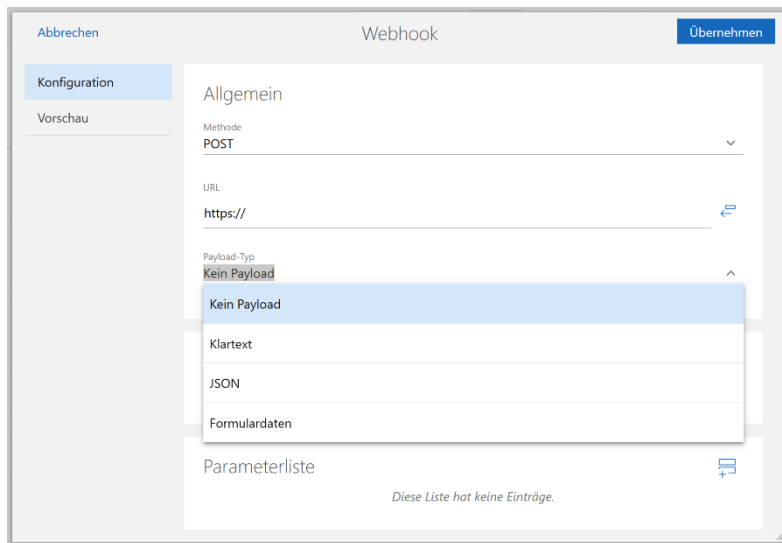 Abbrechen
Webhook
Übernehmen
Konfiguration
Vorschau
Allgemein
Methode
POST
URL
https://
Payload-Typ
Kein Payload
Kein Payload
Klartext
JSON
Formulardaten
Parameterliste
Diese Liste hat keine Einträge.